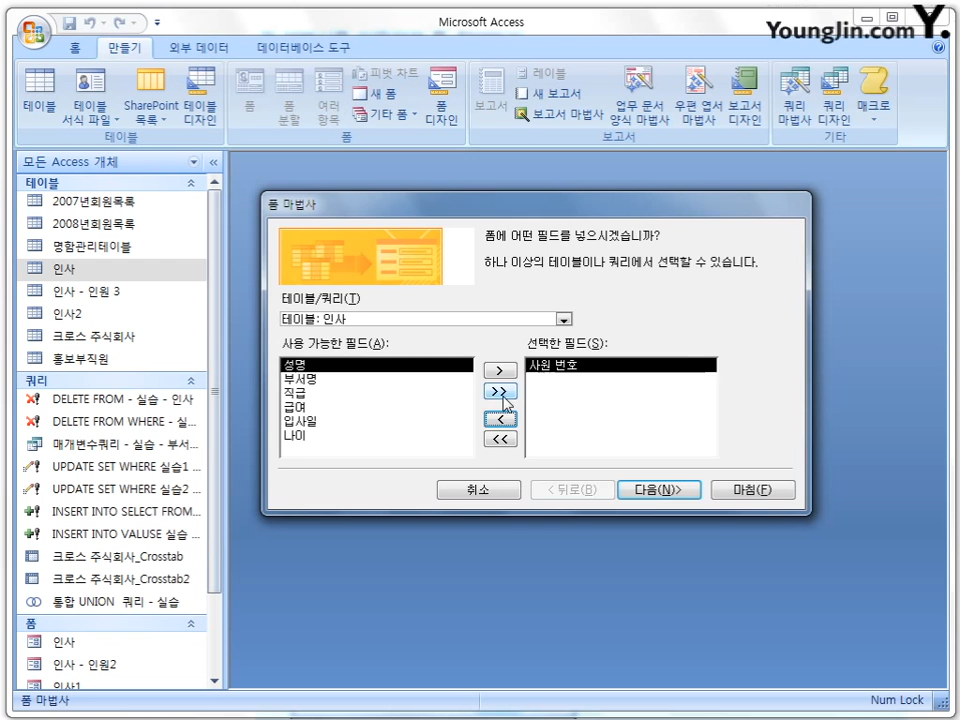 Microsoft Access
YoungJin.com Y.
홈 만들기 외부 데이터 데이터베이스 도구
테이블
테이블 서식 파일
SharePoint 목록
테이블 디자인
테이블
폼
폼 분할
여러 항목
피벗 차트
새 폼
기타 폼
폼 디자인
폼
보고서
레이블
새 보고서
보고서 마법사
업무 문서 양식 마법사
우편 엽서 마법사
보고서 디자인
보고서
쿼리 마법사
쿼리 디자인
매크로
기타
모든 Access 개체
테이블
2007년회원목록
2008년회원목록
명함관리테이블
인사
인사 - 인원 3
인사2
크로스 주식회사
홍보부직원
쿼리
DELETE FROM - 실습 - 인사
DELETE FROM WHERE - 실...
매개변수쿼리 - 실습 - 부서...
UPDATE SET WHERE 실습1 ...
UPDATE SET WHERE 실습2 ...
INSERT INTO SELECT FROM...
INSERT INTO VALUSE 실습 ...
크로스 주식회사_Crosstab
크로스 주식회사_Crosstab2
통합 UNION 쿼리 - 실습
폼
인사
인사 - 인원2
인사1
폼 마법사
폼에 어떤 필드를 넣으시겠습니까?
하나 이상의 테이블이나 쿼리에서 선택할 수 있습니다.
테이블/쿼리(T)
테이블: 인사
사용 가능한 필드(A): 선택한 필드(S):
성명
부서명
직급
급여
입사일
나이
>
>>
<
<<
사원 번호
취소 < 뒤로(B) 다음(N)> 마침(F)
폼 마법사 Num Lock